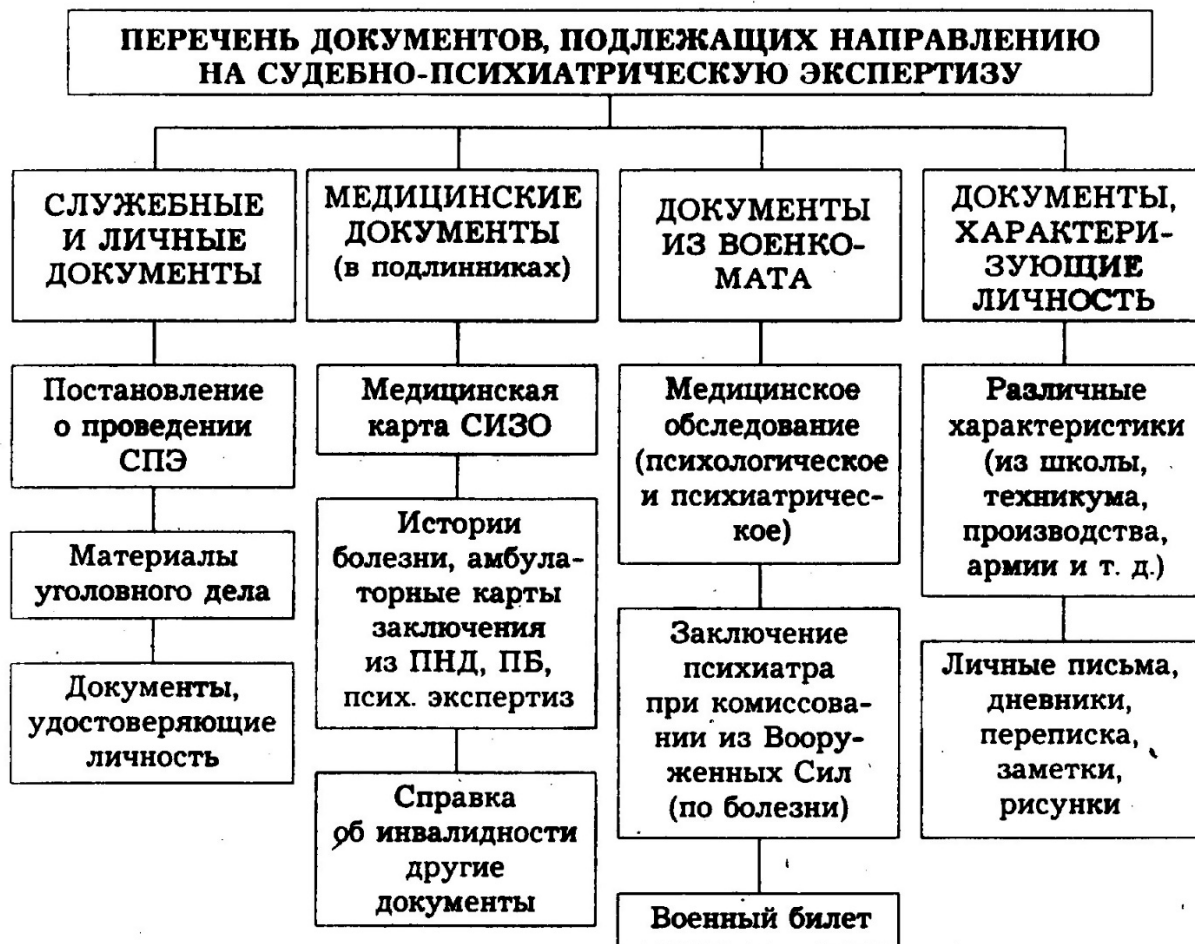 ПЕРЕЧЕНЬ ДОКУМЕНТОВ, ПОДЛЕЖАЩИХ НАПРАВЛЕНИЮ
НА СУДЕБНО-ПСИХИАТРИЧЕСКУЮ ЭКСПЕРТИЗУ
СЛУЖЕБНЫЕ
И ЛИЧНЫЕ
ДОКУМЕНТЫ
Постановление
о проведении
СПЭ
Материалы
уголовного дела
Документы,
удостоверяющие
личность
МЕДИЦИНСКИЕ
ДОКУМЕНТЫ
(в подлинниках)
Медицинская
карта СИЗО
Истории
болезни, амбула-
торные карты
заключения
из ПНД, ПБ,
псих. экспертиз
Справка
об инвалидности
другие
документы
ДОКУМЕНТЫ
ИЗ ВОЕНКО-
МАТА
Медицинское
обследование
(психологическое
и психиатричес-
кое)
Заключение
психиатра
при комиссова-
нии из Воору-
женных Сил
(по болезни)
Военный билет
ДОКУМЕНТЫ,
ХАРАКТЕРИ-
ЗУЮЩИЕ
ЛИЧНОСТЬ
Различные
характеристики
(из школы,
техникума,
производства,
армии и т. д.)
Личные письма,
дневники,
переписка,
заметки,
рисунки